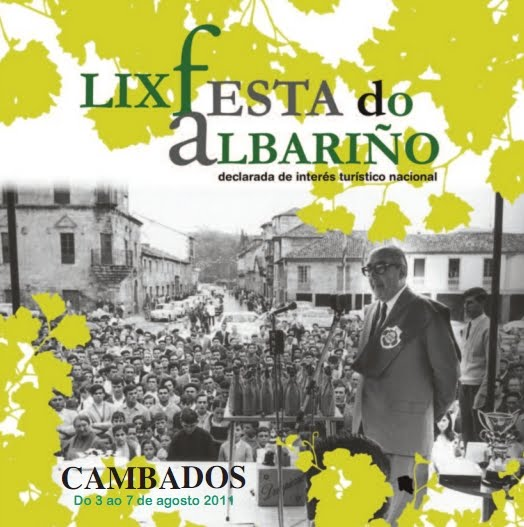 LIX fESTA do
aLBARIÑO
declarada de interés turístico nacional
CAMBADOS
Do 3 ao 7 de agosto 2011